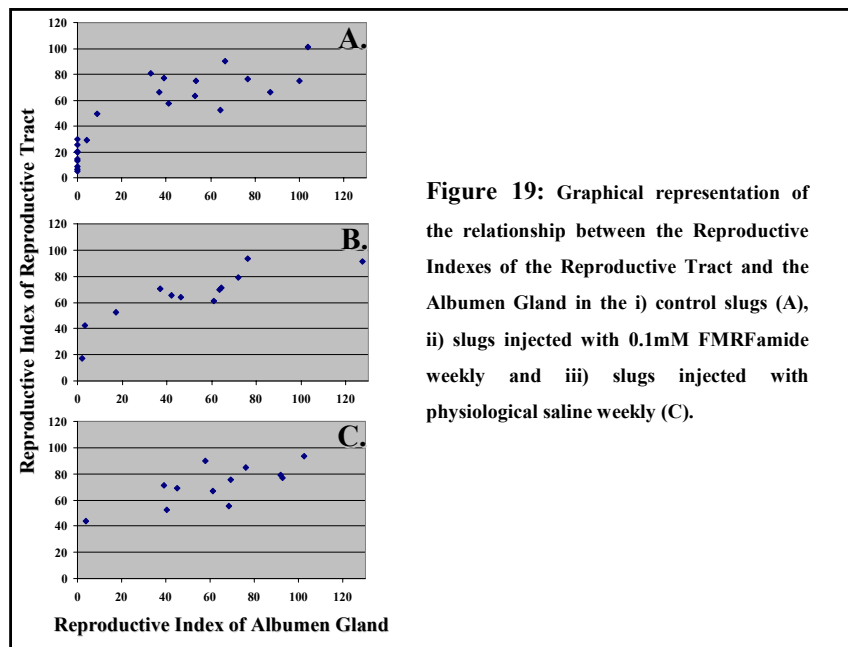 Reproductive Index of Reproductive Tract
120
100
80
60
40
20
0
A.
0 20 40 60 80 100 120
120
100
80
60
40
20
0
B.
0 20 40 60 80 100 120
120
100
80
60
40
20
0
C.
0 20 40 60 80 100 120
Reproductive Index of Albumen Gland
Figure 19: Graphical representation of
the relationship between the Reproductive
Indexes of the Reproductive Tract and the
Albumen Gland in the i) control slugs (A),
ii) slugs injected with 0.1mM FMRFamide
weekly and iii) slugs injected with
physiological saline weekly (C).